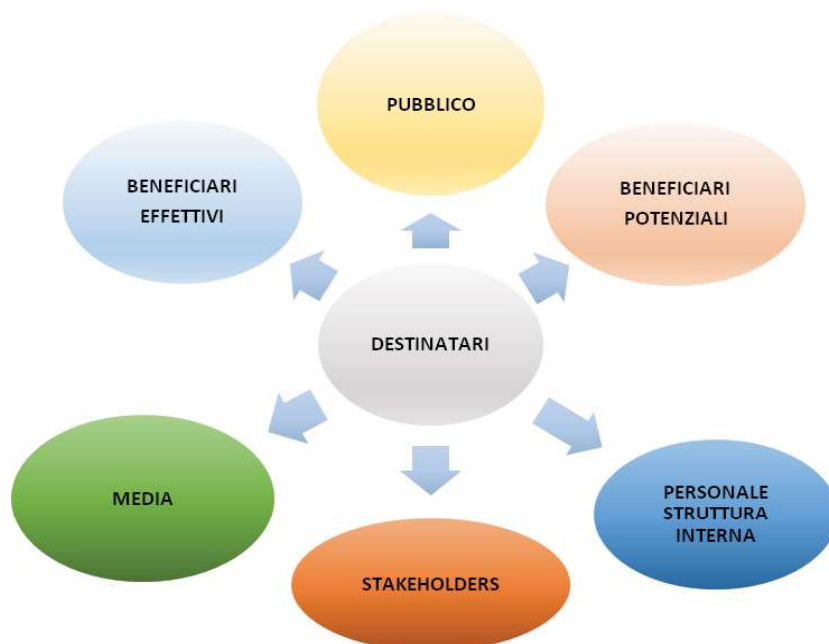 PUBBLICO
BENEFICIARI
EFFETTIVI
BENEFICIARI
POTENZIALI
DESTINATARI
MEDIA
PERSONALE
STRUTTURA
INTERNA
STAKEHOLDERS